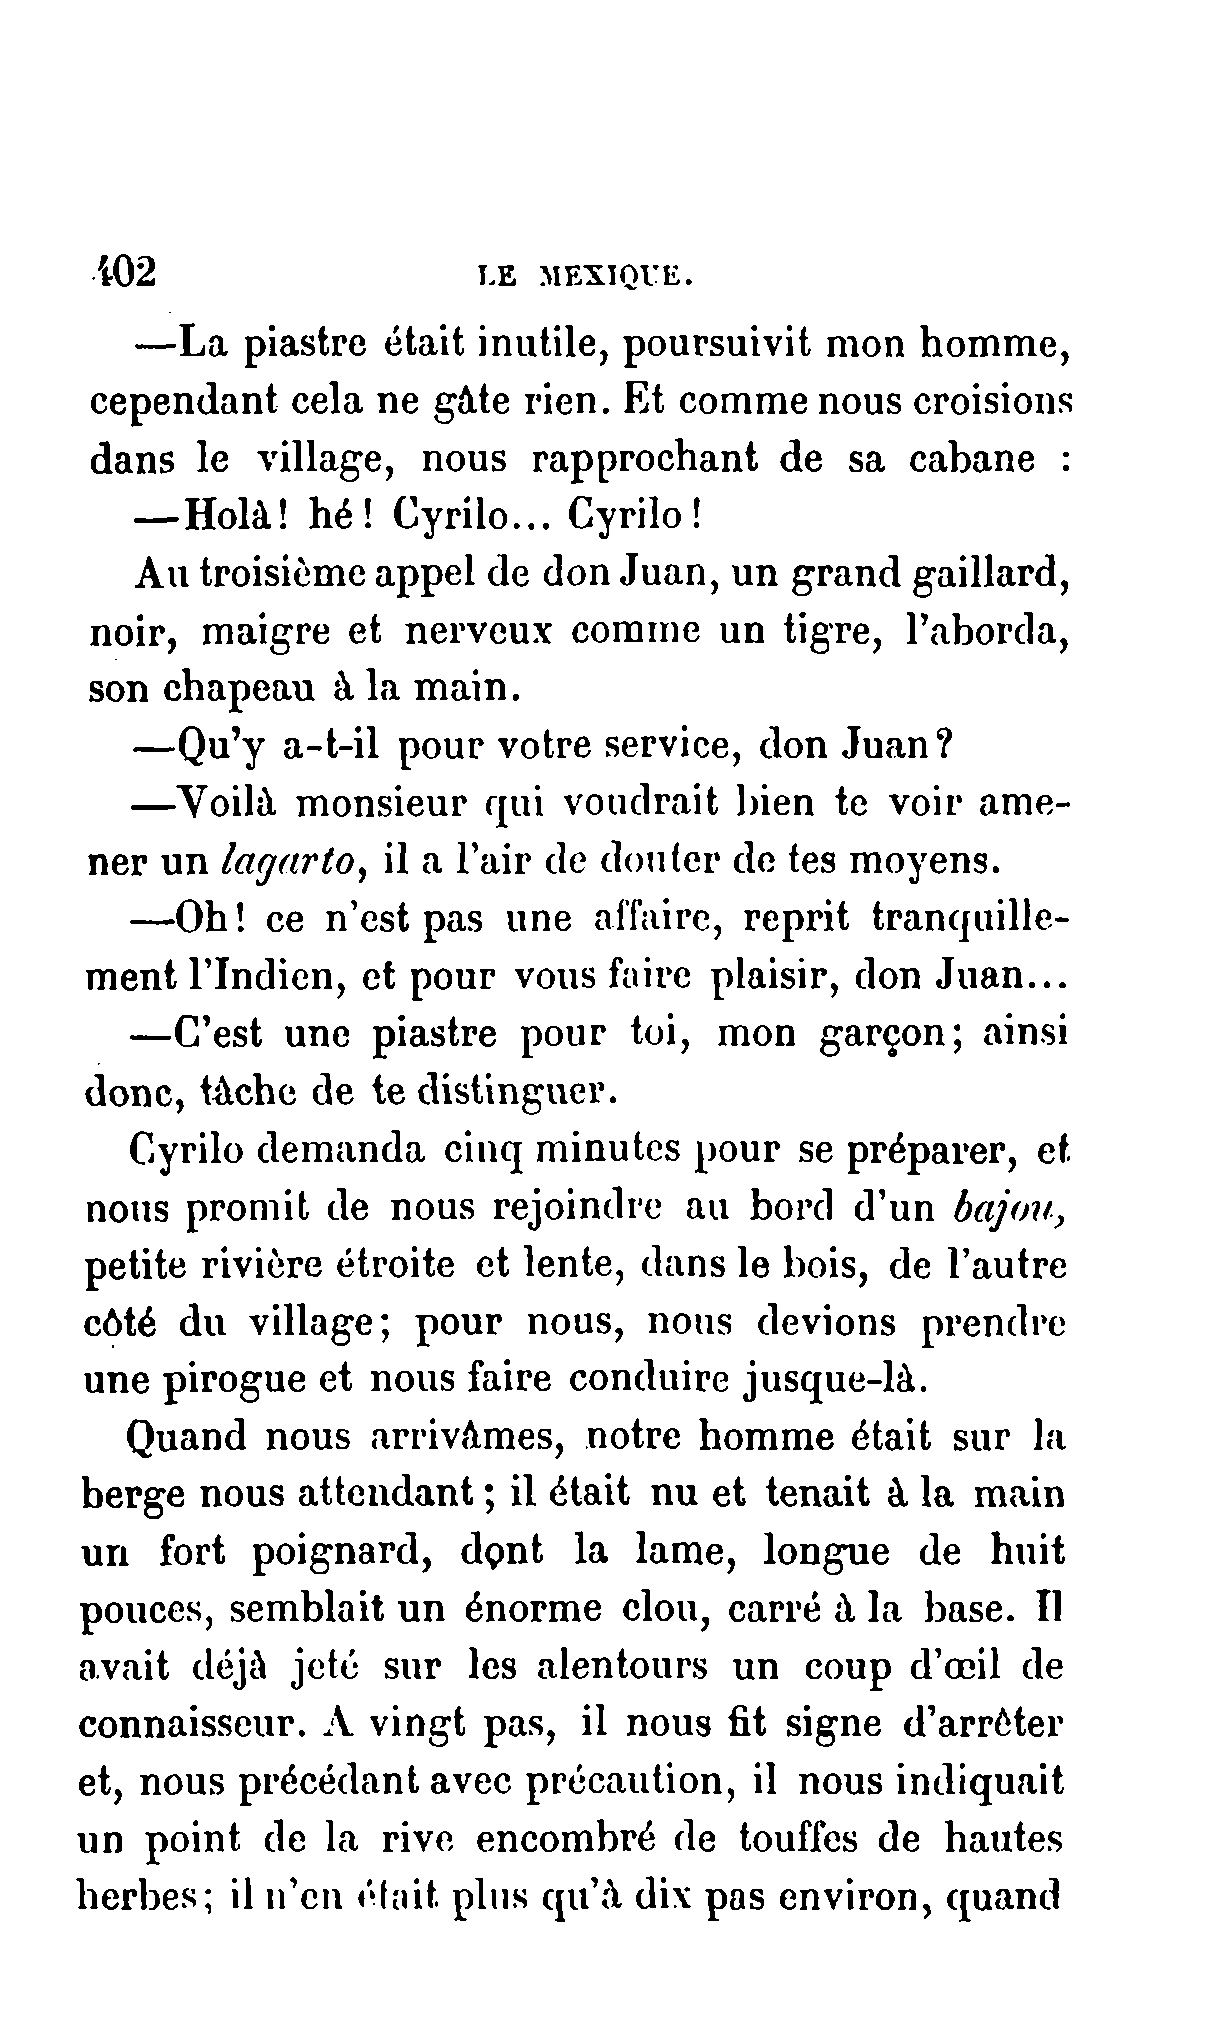 402 LE MEXIQUE.
—La piastre était inutile, poursuivit mon homme,
cependant cela ne gâte rien. Et comme nous croisions
dans le village, nous rapprochant de sa cabane :
—Holà! hé! Cyrilo... Cyrilo!
Au troisième appel de don Juan, un grand gaillard,
noir, maigre et nerveux comme un tigre, l'aborda,
son chapeau à la main.
—Qu'y a-t-il pour votre service, don Juan?
—Voilà monsieur qui voudrait bien te voir ame-
ner un lagarto, il a l'air de douter de tes moyens.
—Oh! ce n'est pas une affaire, reprit tranquille-
ment l'Indien, et pour vous faire plaisir, don Juan...
—C'est une piastre pour toi, mon garçon; ainsi
donc, tâche de te distinguer.
Cyrilo demanda cinq minutes pour se préparer, et
nous promit de nous rejoindre au bord d'un bajou,
petite rivière étroite et lente, dans le bois, de l'autre
côté du village; pour nous, nous devions prendre
une pirogue et nous faire conduire jusque-là.
Quand nous arrivâmes, notre homme était sur la
berge nous attendant; il était nu et tenait à la main
un fort poignard, dont la lame, longue de huit
pouces, semblait un énorme clou, carré à la base. Il
avait déjà jeté sur les alentours un coup d'œil de
connaisseur. A vingt pas, il nous fit signe d'arrêter
et, nous précédant avec précaution, il nous indiquait
un point de la rive encombré de touffes de hautes
herbes; il n'en était plus qu'à dix pas environ, quand